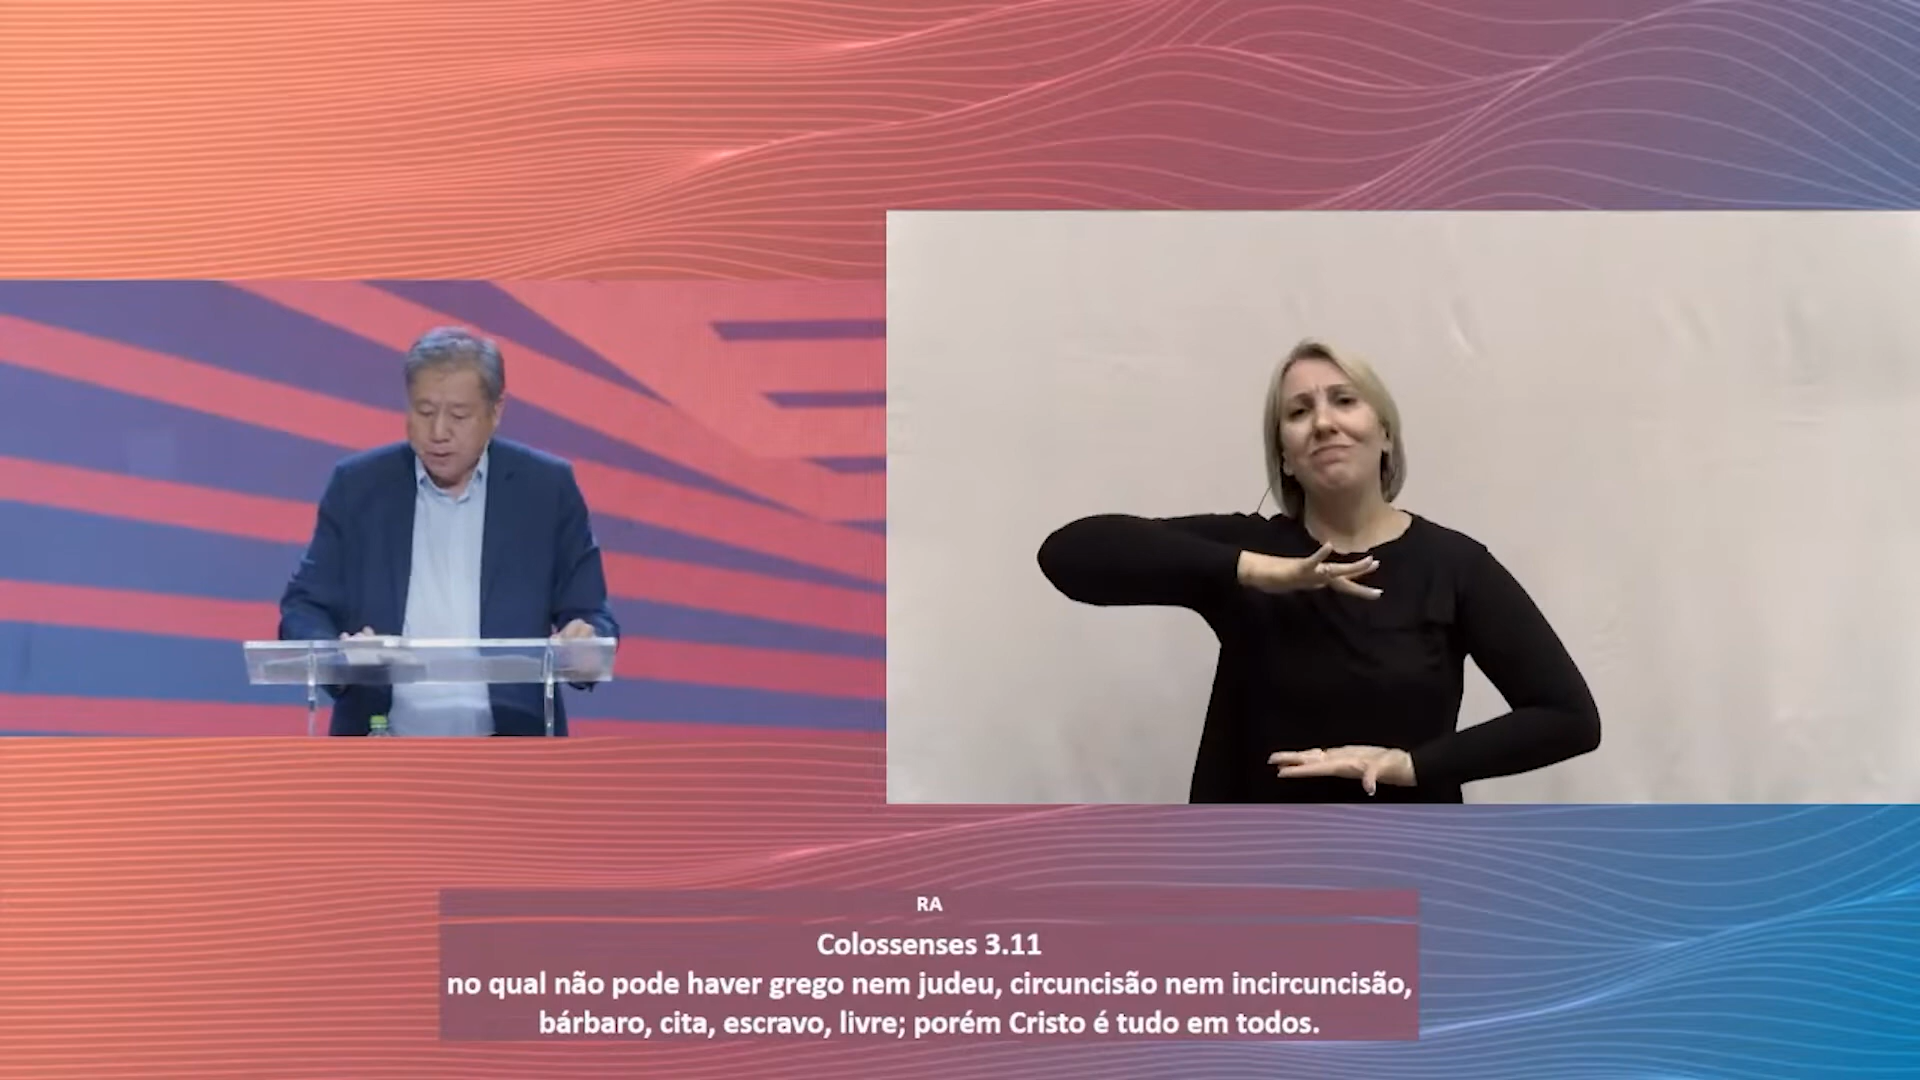 RA
Colossenses 3.11
no qual não pode haver grego nem judeu, circuncisão nem incircuncisão,
bárbaro, cita, escravo, livre; porém Cristo é tudo em todos.